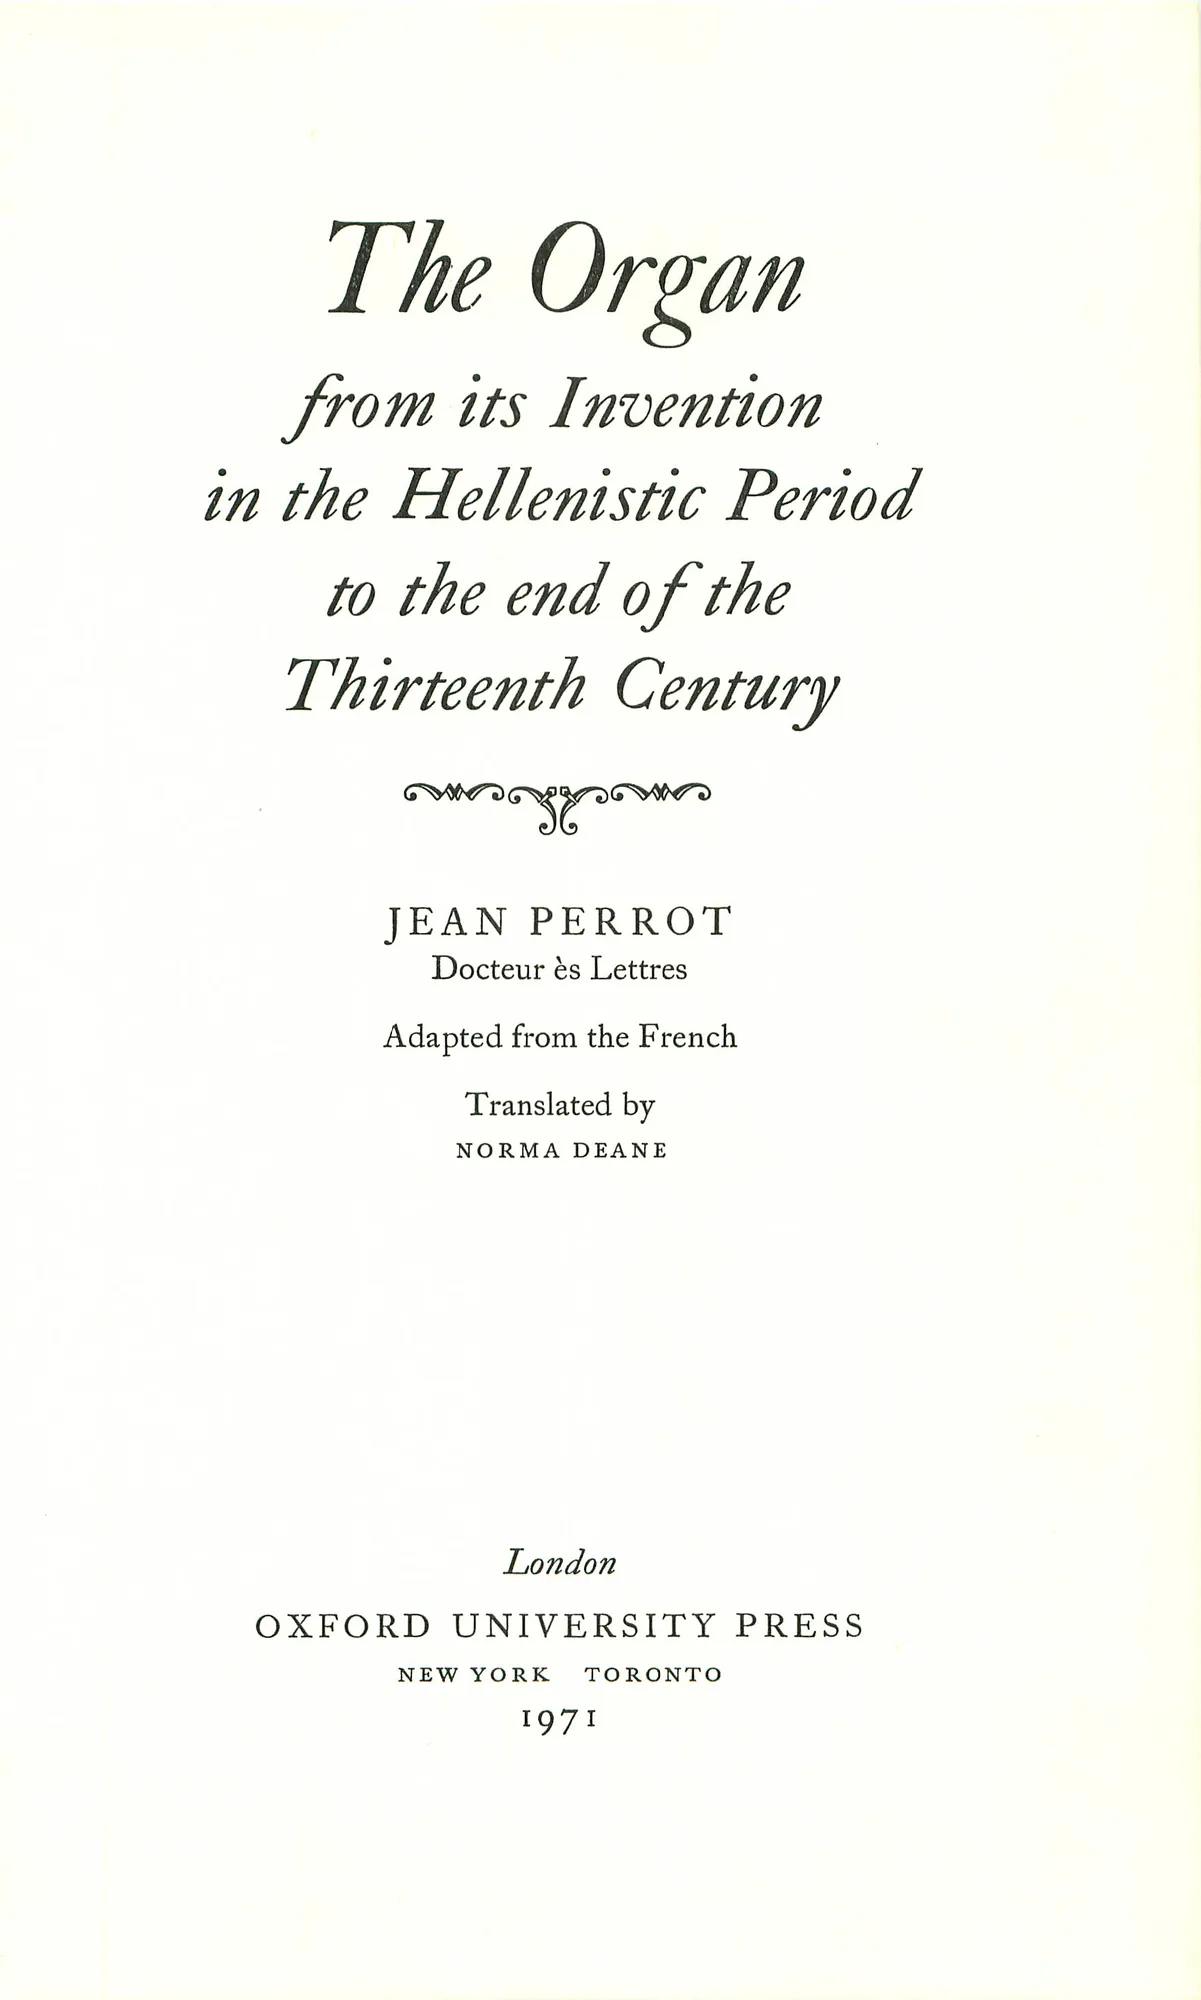 The Organ
from its Invention
in the Hellenistic Period
to the end of the
Thirteenth Century
JEAN PERROT
Docteur ès Lettres
Adapted from the French
Translated by
NORMA DEANE
London
OXFORD UNIVERSITY PRESS
NEW YORK TORONTO
1971